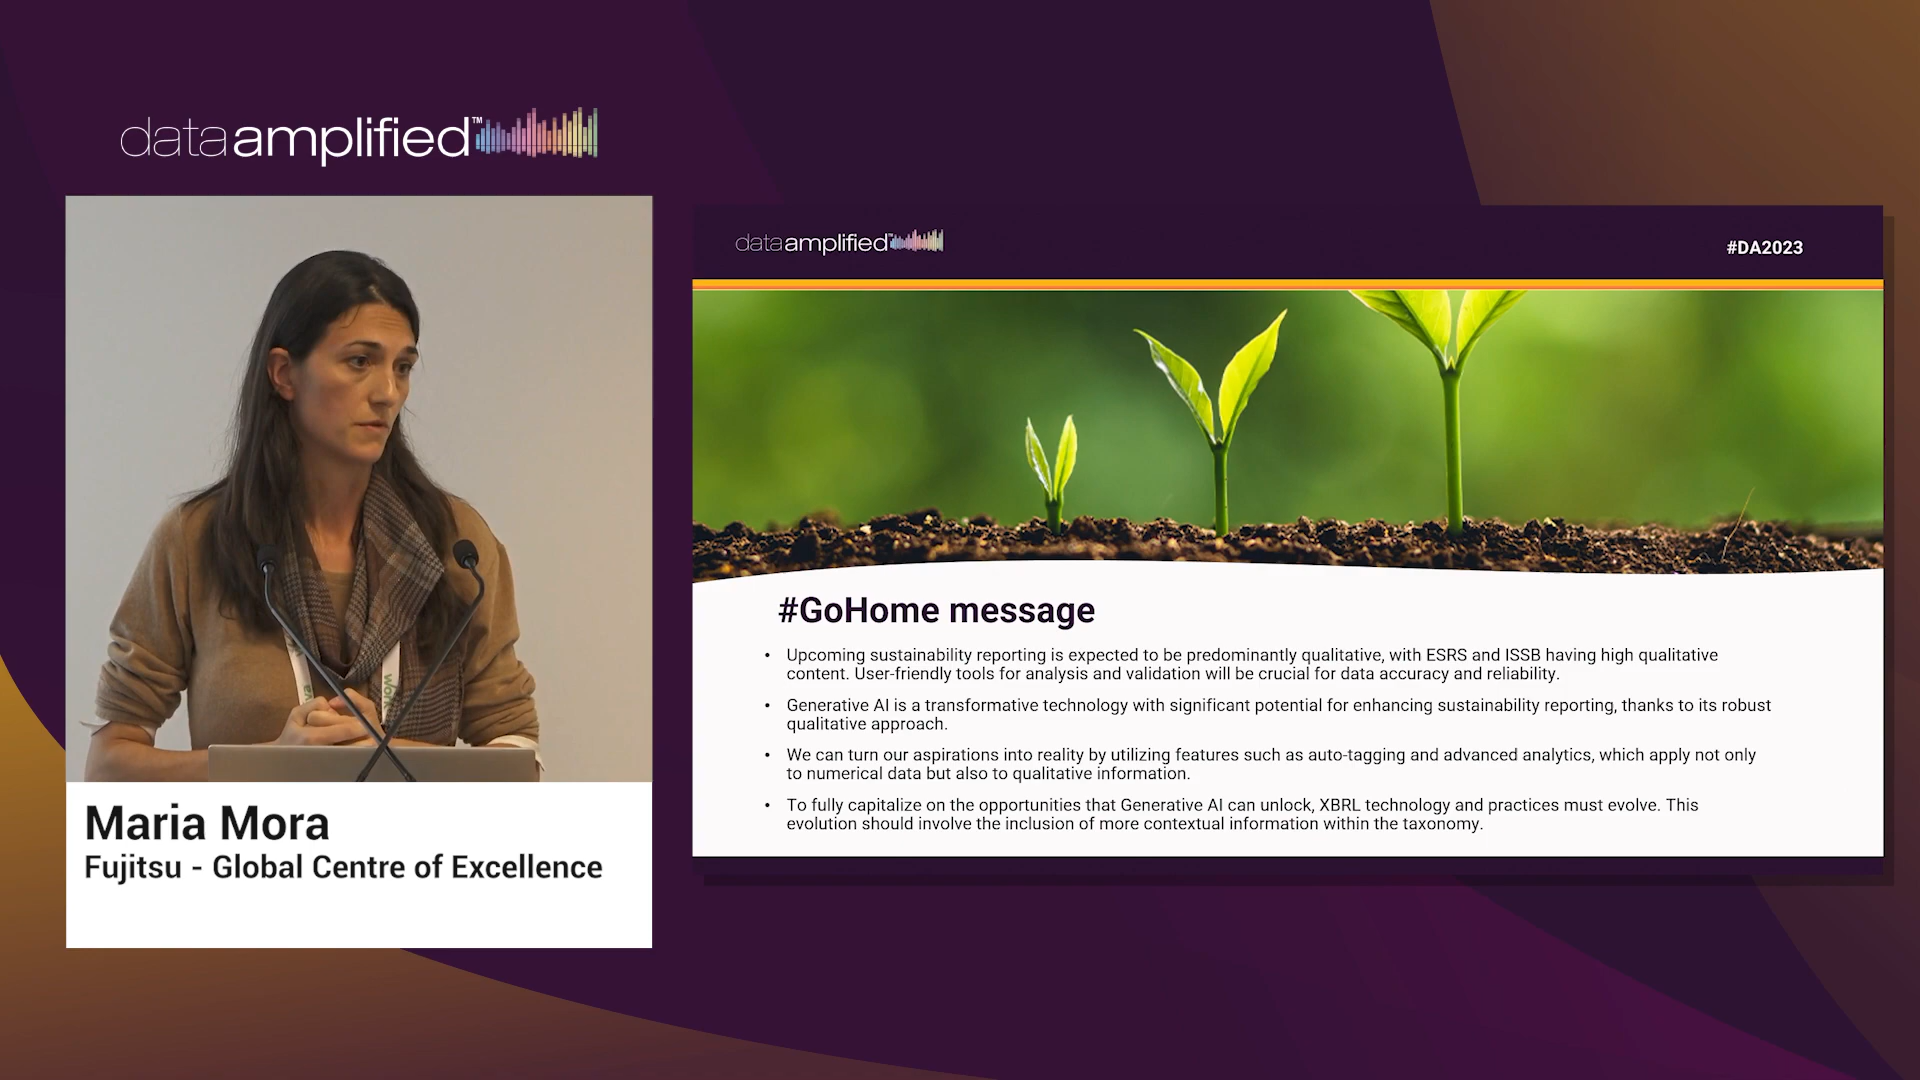 dataamplified™
Maria Mora
Fujitsu - Global Centre of Excellence
dataamplified™
#DA2023
#GoHome message
• Upcoming sustainability reporting is expected to be predominantly qualitative, with ESRS and ISSB having high qualitative
content. User-friendly tools for analysis and validation will be crucial for data accuracy and reliability.
• Generative AI is a transformative technology with significant potential for enhancing sustainability reporting, thanks to its robust
qualitative approach.
• We can turn our aspirations into reality by utilizing features such as auto-tagging and advanced analytics, which apply not only
to numerical data but also to qualitative information.
• To fully capitalize on the opportunities that Generative AI can unlock, XBRL technology and practices must evolve. This
evolution should involve the inclusion of more contextual information within the taxonomy.